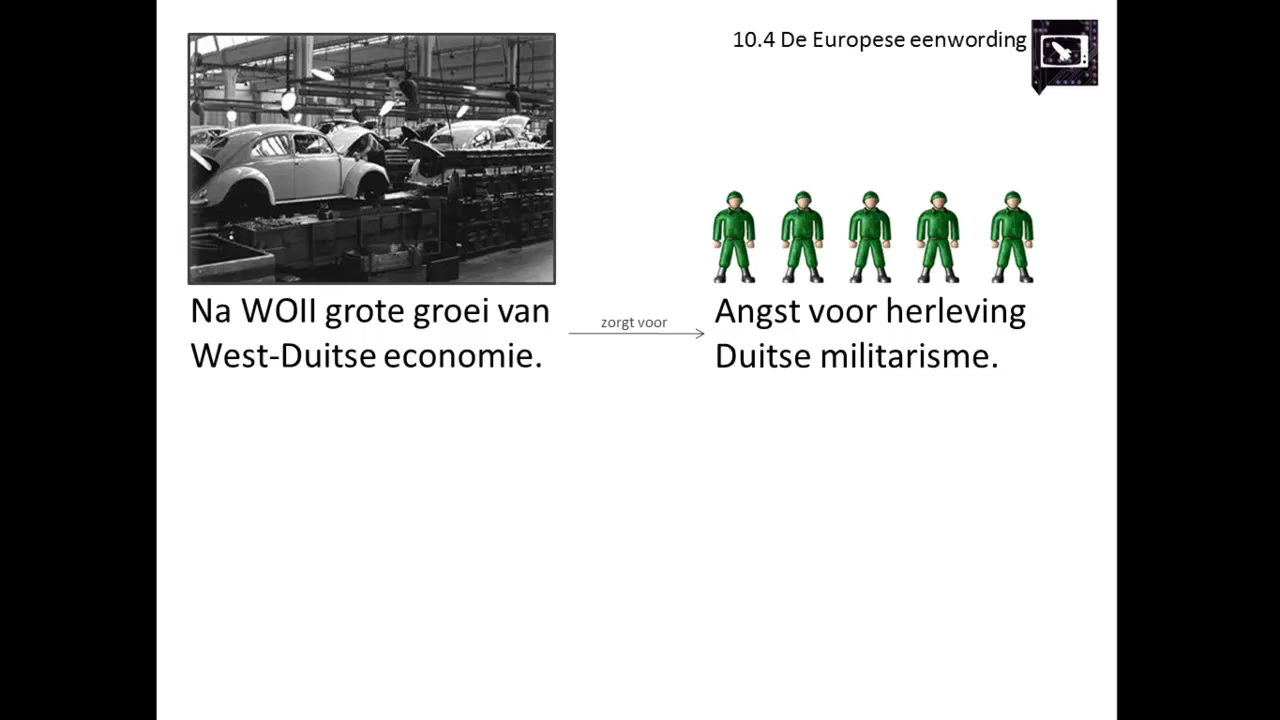 10.4 De Europese eenwording
Na WOII grote groei van
West-Duitse economie.
zorgt voor
Angst voor herleving
Duitse militarisme.